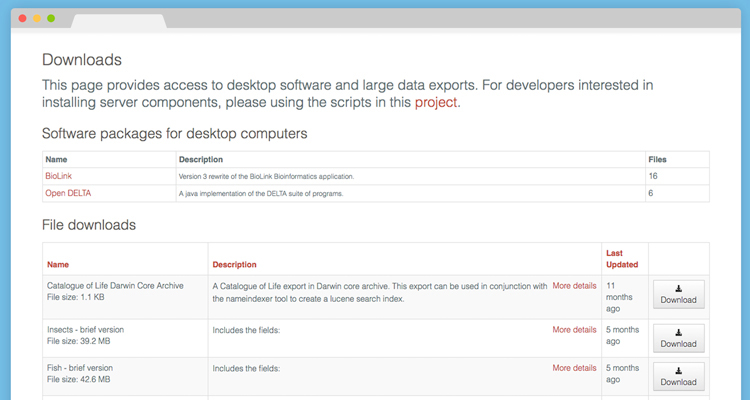 Downloads
This page provides access to desktop software and large data exports. For developers interested in
installing server components, please using the scripts in this project.
Software packages for desktop computers
Name Description Files
BioLink Version 3 rewrite of the BioLink Bioinformatics application. 16
Open DELTA A java implementation of the DELTA suite of programs. 6
File downloads
Last
Name Description Updated
Catalogue of Life Darwin Core Archive A Catalogue of Life export in Darwin core archive. This export can be used in conjunction with More details 11
File size: 1.1 KB the nameindexer tool to create a lucene search index. months Download
ago
Insects - brief version Includes the fields: More details 5 months
File size: 39.2 MB ago Download
Fish - brief version Includes the fields: More details 5 months
File size: 42.6 MB ago Download